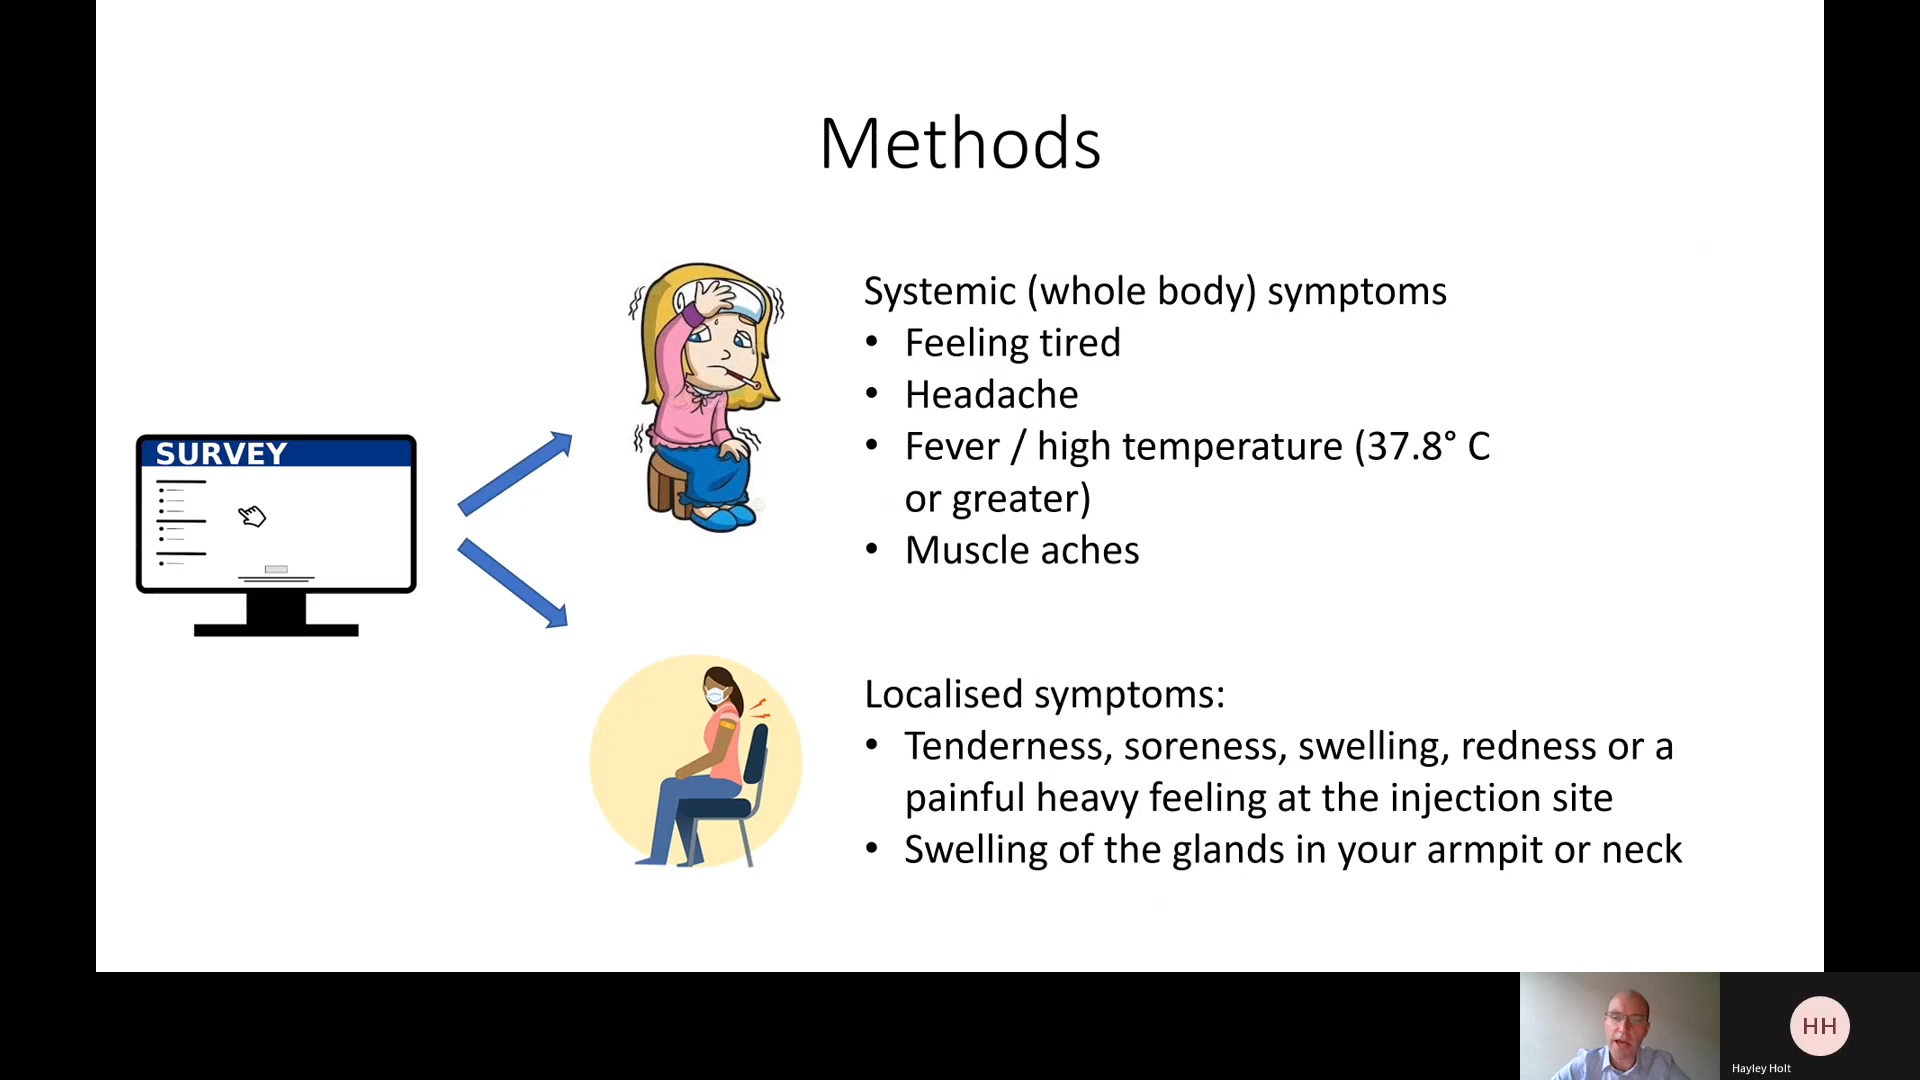 Methods
SURVEY
Systemic (whole body) symptoms
• Feeling tired
• Headache
• Fever / high temperature (37.8° C
or greater)
• Muscle aches
Localised symptoms:
• Tenderness, soreness, swelling, redness or a
painful heavy feeling at the injection site
• Swelling of the glands in your armpit or neck
HH
Hayley Holt